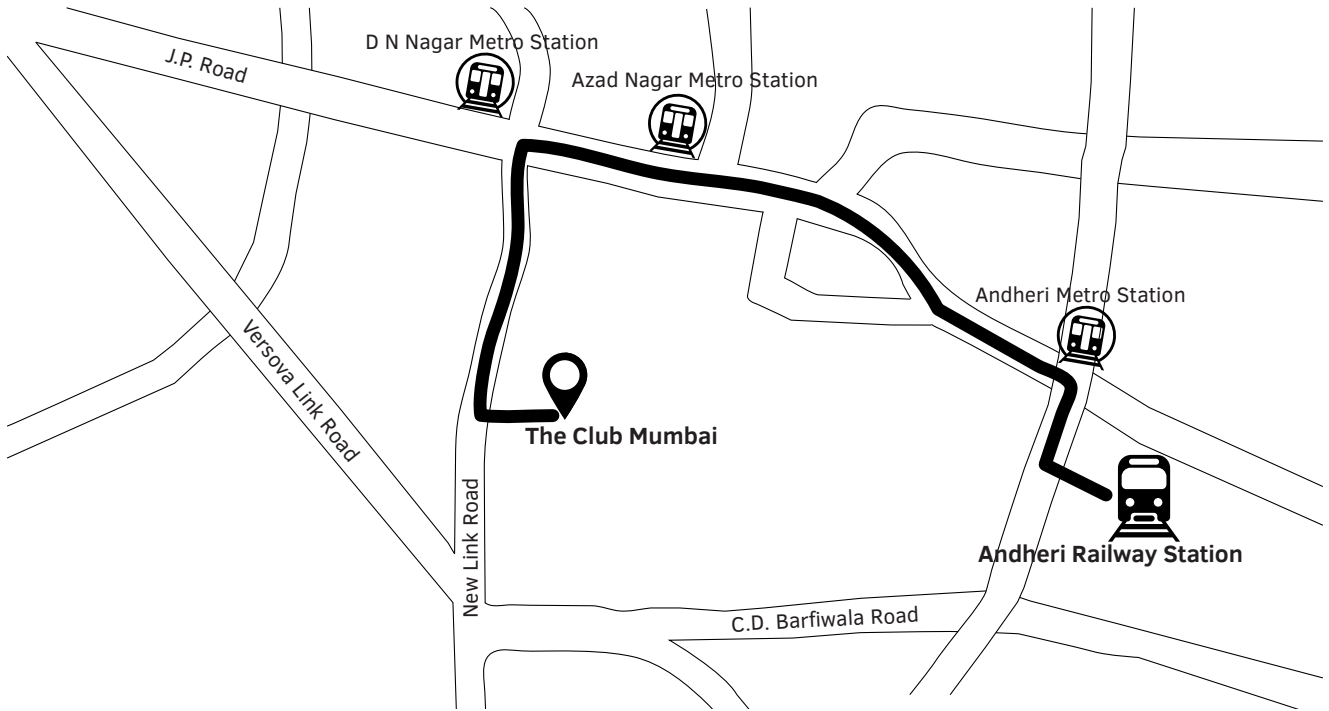 D N Nagar Metro Station
J.P. Road
Azad Nagar Metro Station
Andheri Metro Station
Versova Link Road
The Club Mumbai
New Link Road
Andheri Railway Station
C.D. Barfiwala Road